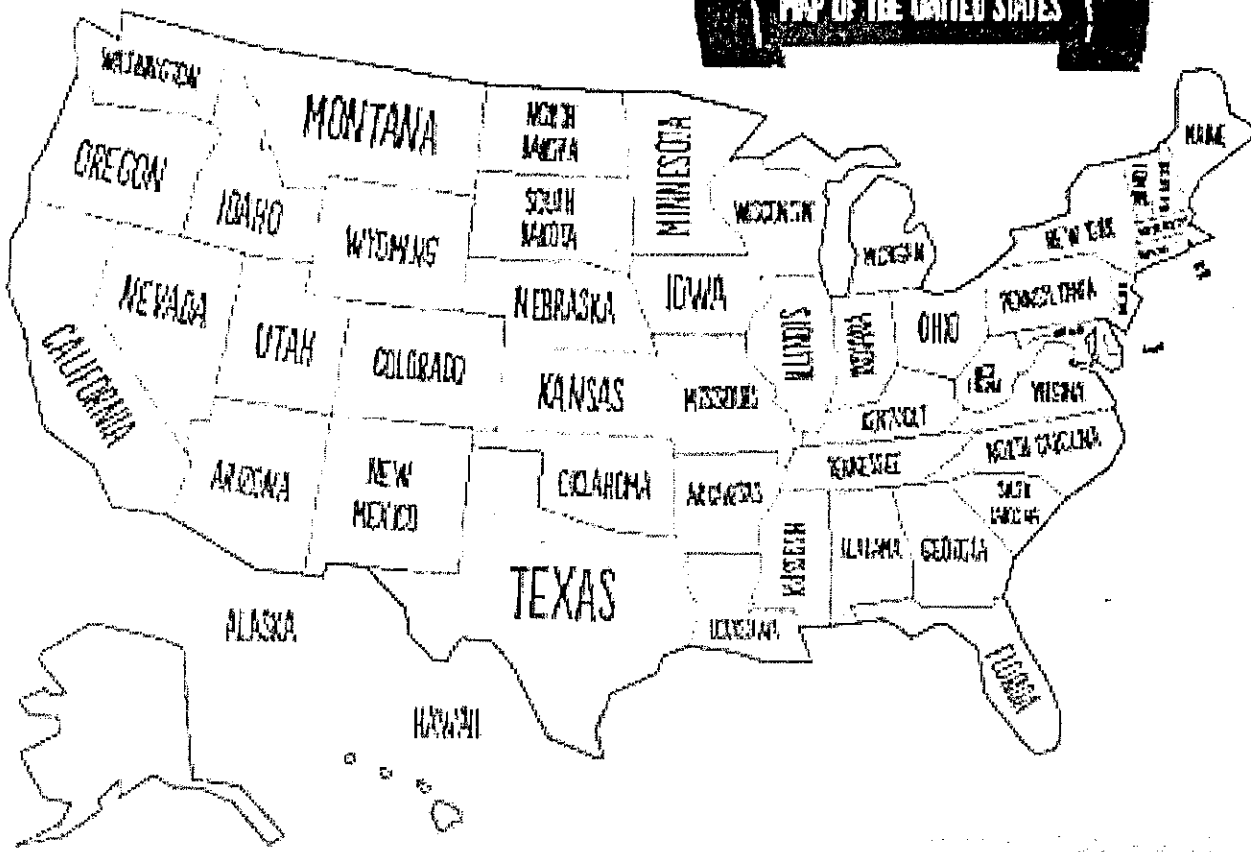 MAP OF THE UNITED STATES
WASHINGTON
MONTANA
NORTH
DAKOTA
MINNESOTA
MAINE
OREGON
IDAHO
SOUTH
DAKOTA
WISCONSIN
WYOMING
MICHIGAN
NEW YORK
NEVADA
NEBRASKA
IOWA
PENNSYLVANIA
UTAH
COLORADO
ILLINOIS
INDIANA
OHIO
CALIFORNIA
KANSAS
MISSOURI
VIRGINIA
KENTUCKY
ARIZONA
NEW
MEXICO
OKLAHOMA
ARKANSAS
TENNESSEE
NORTH CAROLINA
SOUTH
CAROLINA
TEXAS
ALABAMA
GEORGIA
ALASKA
LOUISIANA
FLORIDA
HAWAII